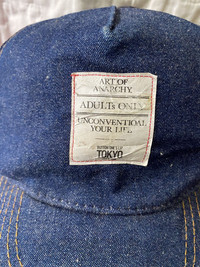 ART OF
ANARCHY
ADULTS ONLY
UNCONVENTIONAL
YOUR LIFE.
TOKYO